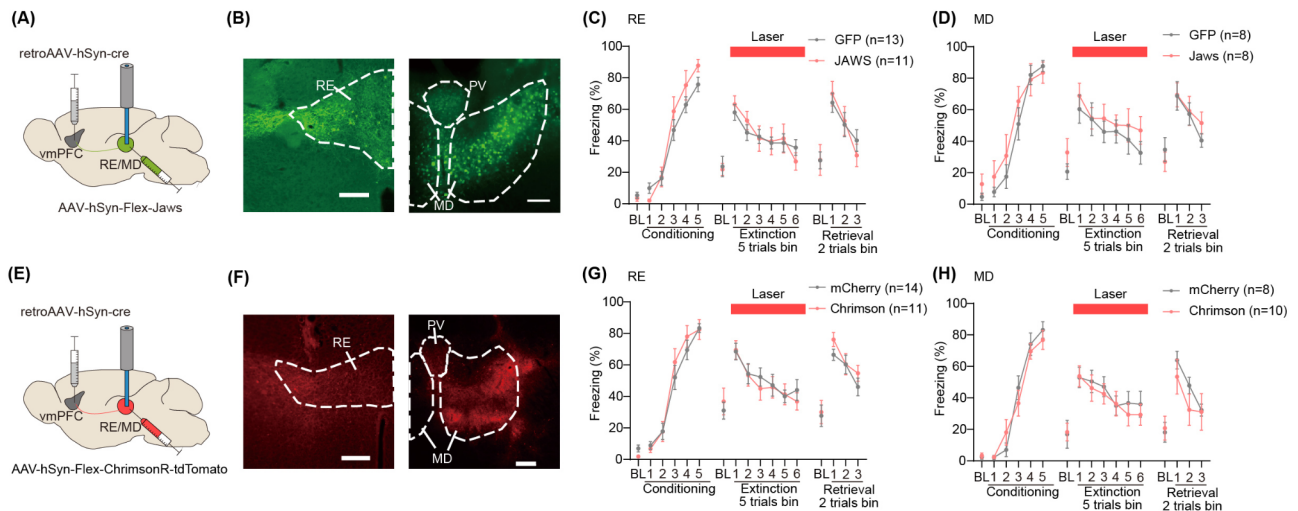 (A)
retroAAV-hSyn-cre
vmPFC
RE/MD
AAV-hSyn-Flex-Jaws
(B)
RE
PV
MD
(C) RE
Laser
GFP (n=13)
JAWS (n=11)
Freezing (%)
100
80
60
40
20
0
BL 1 2 3 4 5 BL 1 2 3 4 5 6 BL 1 2 3
Conditioning Extinction Retrieval
5 trials bin 2 trials bin
(D) MD
Laser
GFP (n=8)
Jaws (n=8)
Freezing (%)
100
80
60
40
20
0
BL 1 2 3 4 5 BL 1 2 3 4 5 6 BL 1 2 3
Conditioning Extinction Retrieval
5 trials bin 2 trials bin
(E)
retroAAV-hSyn-cre
vmPFC
RE/MD
AAV-hSyn-Flex-ChrimsonR-tdTomato
(F)
RE
PV
MD
(G) RE
Laser
mCherry (n=14)
Chrimson (n=11)
Freezing (%)
100
80
60
40
20
0
BL 1 2 3 4 5 BL 1 2 3 4 5 6 BL 1 2 3
Conditioning Extinction Retrieval
5 trials bin 2 trials bin
(H) MD
Laser
mCherry (n=8)
Chrimson (n=10)
Freezing (%)
100
80
60
40
20
0
BL 1 2 3 4 5 BL 1 2 3 4 5 6 BL 1 2 3
Conditioning Extinction Retrieval
5 trials bin 2 trials bin